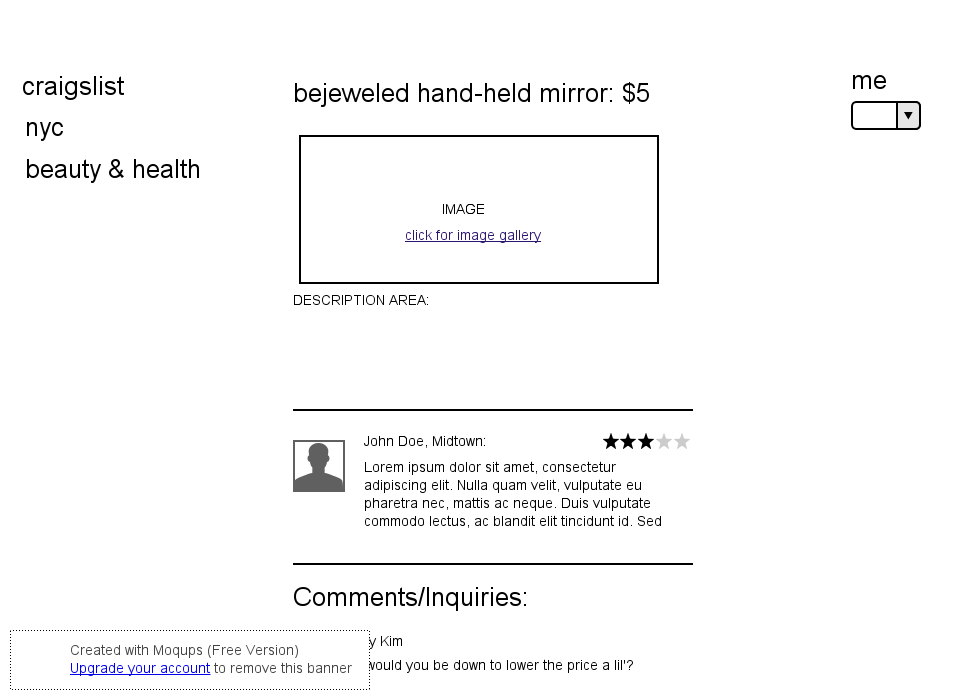 craigslist
nyc
beauty & health
bejeweled hand-held mirror: $5
me
IMAGE
click for image gallery
DESCRIPTION AREA:
John Doe, Midtown:
Lorem ipsum dolor sit amet, consectetur
adipiscing elit. Nulla quam velit, vulputate eu
pharetra nec, mattis ac neque. Duis vulputate
commodo lectus, ac blandit elit tincidunt id. Sed
Comments/Inquiries:
Kim
would you be down to lower the price a lil'?
Created with Moqups (Free Version)
Upgrade your account to remove this banner